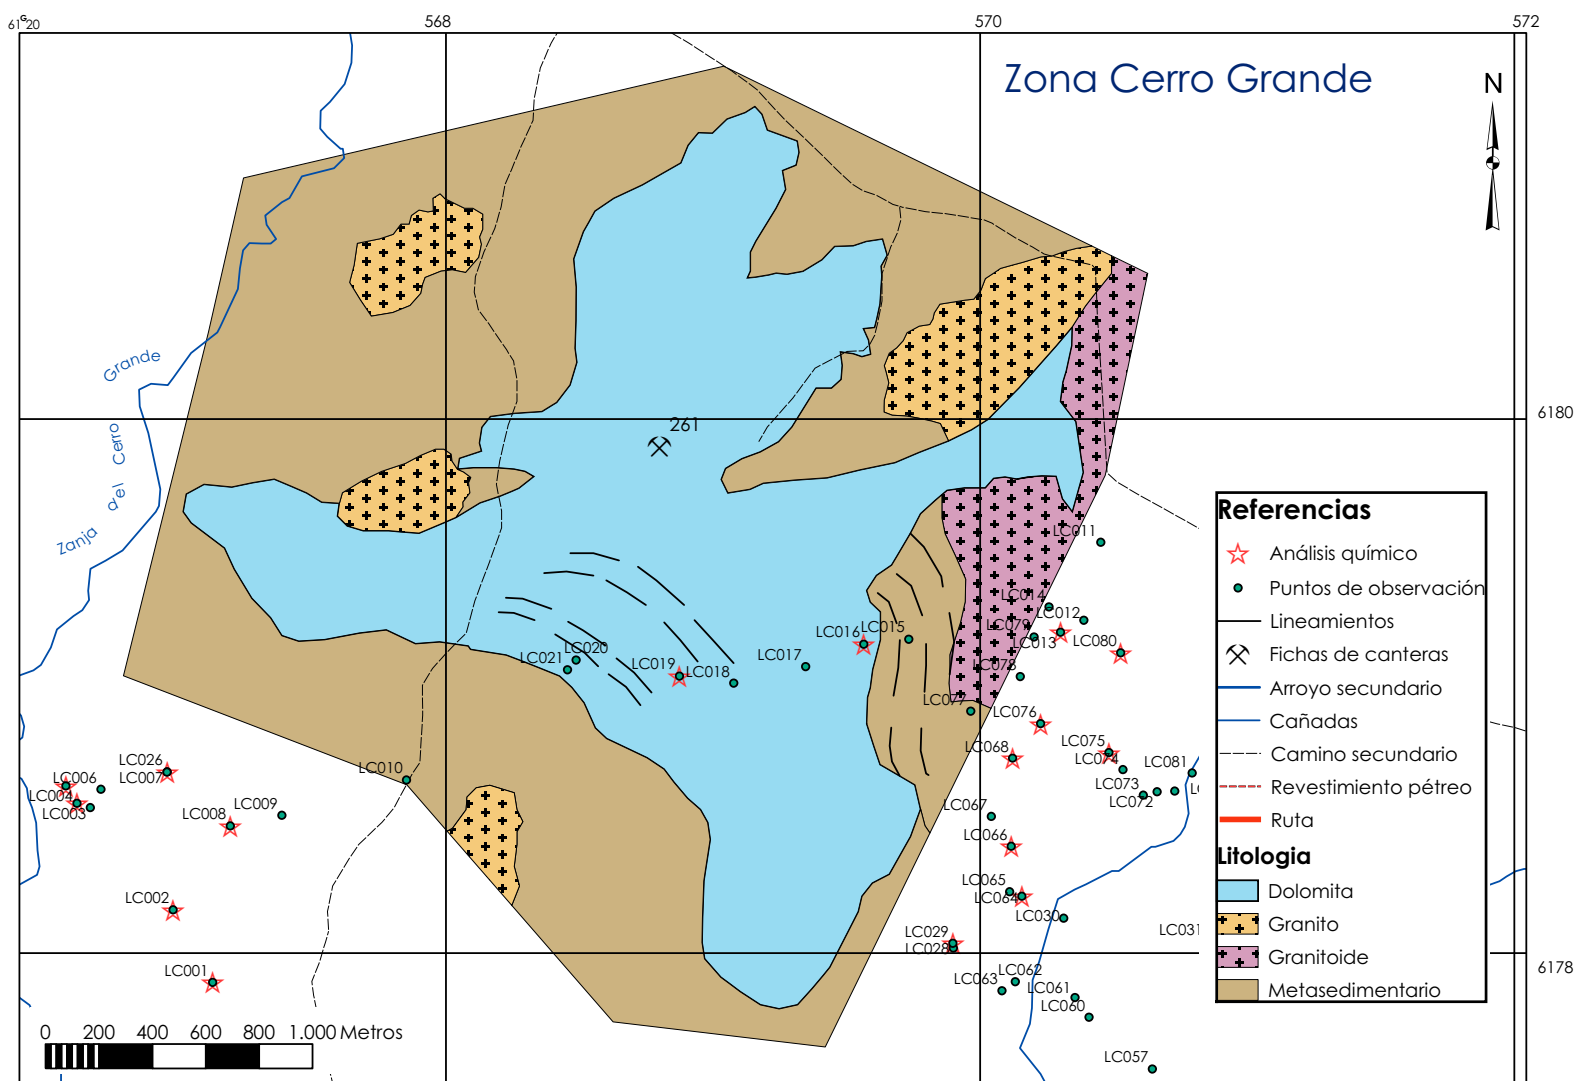 61°20
568
570
572
Zona Cerro Grande
N
Grande
Cerro
del
Zanja
261
6180
6178
LC011
LC014
LC012
LC079
LC013
LC080
LC016
LC015
LC017
LC020
LC021
LC019
LC018
LC078
LC077
LC076
LC068
LC075
LC074
LC081
LC073
LC072
LC010
LC026
LC007
LC006
LC004
LC003
LC008
LC009
LC067
LC066
LC065
LC064
LC030
LC031
LC002
LC029
LC028
LC001
LC063
LC062
LC061
LC060
LC057
Referencias
Análisis químico
Puntos de observación
Lineamientos
Fichas de canteras
Arroyo secundario
Cañadas
Camino secundario
Revestimiento pétreo
Ruta
Litologia
Dolomita
Granito
Granitoide
Metasedimentario
0 200 400 600 800 1.000 Metros